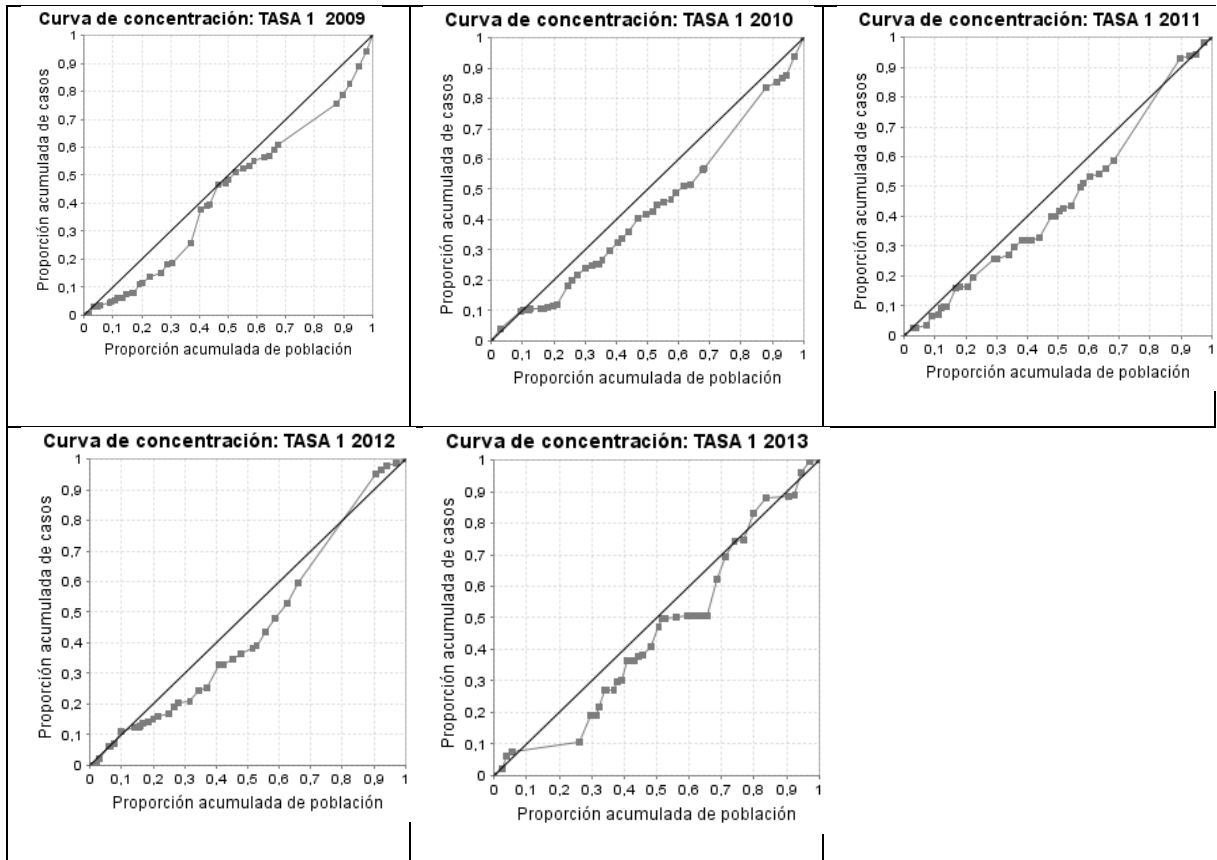 Curva de concentración: TASA 1 2009
Proporción acumulada de casos
1
0,9
0,8
0,7
0,6
0,5
0,4
0,3
0,2
0,1
0
0 0,1 0,2 0,3 0,4 0,5 0,6 0,7 0,8 0,9 1
Proporción acumulada de población
Curva de concentración: TASA 1 2010
Proporción acumulada de casos
1
0,9
0,8
0,7
0,6
0,5
0,4
0,3
0,2
0,1
0
0 0,1 0,2 0,3 0,4 0,5 0,6 0,7 0,8 0,9 1
Proporción acumulada de población
Curva de concentración: TASA 1 2011
Proporción acumulada de casos
1
0,9
0,8
0,7
0,6
0,5
0,4
0,3
0,2
0,1
0
0 0,1 0,2 0,3 0,4 0,5 0,6 0,7 0,8 0,9 1
Proporción acumulada de población
Curva de concentración: TASA 1 2012
Proporción acumulada de casos
1
0,9
0,8
0,7
0,6
0,5
0,4
0,3
0,2
0,1
0
0 0,1 0,2 0,3 0,4 0,5 0,6 0,7 0,8 0,9 1
Proporción acumulada de población
Curva de concentración: TASA 1 2013
Proporción acumulada de casos
1
0,9
0,8
0,7
0,6
0,5
0,4
0,3
0,2
0,1
0
0 0,1 0,2 0,3 0,4 0,5 0,6 0,7 0,8 0,9 1
Proporción acumulada de población